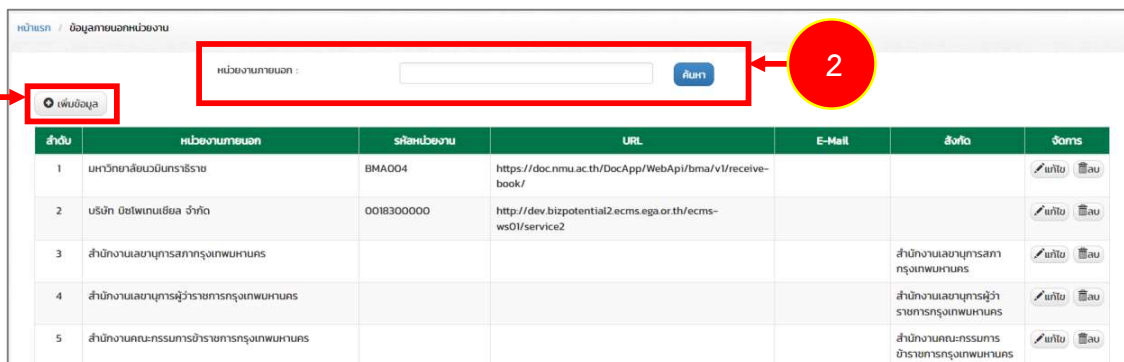 หน้าแรก / ข้อมูลภายนอกหน่วยงาน
หน่วยงานภายนอก :
ค้นหา
2
เพิ่มข้อมูล
ลำดับ หน่วยงานภายนอก รหัสหน่วยงาน URL E-Mail สังกัด จัดการ
1 มหาวิทยาลัยนวมินทราธิราช BMA004 https://doc.nmu.ac.th/DocApp/WebApi/bma/v1/receive- แก้ไข ลบ
book/
2 บริษัท บิซโพเทนเชียล จำกัด 0018300000 http://dev.bizpotential2.ecms.ega.or.th/ecms- แก้ไข ลบ
ws01/service2
3 สำนักงานเลขานุการสภากรุงเทพมหานคร สำนักงานเลขานุการสภา แก้ไข ลบ
กรุงเทพมหานคร
4 สำนักงานเลขานุการผู้ว่าราชการกรุงเทพมหานคร สำนักงานเลขานุการผู้ว่า แก้ไข ลบ
ราชการกรุงเทพมหานคร
5 สำนักงานคณะกรรมการข้าราชการกรุงเทพมหานคร สำนักงานคณะกรรมการ แก้ไข ลบ
ข้าราชการกรุงเทพมหานคร